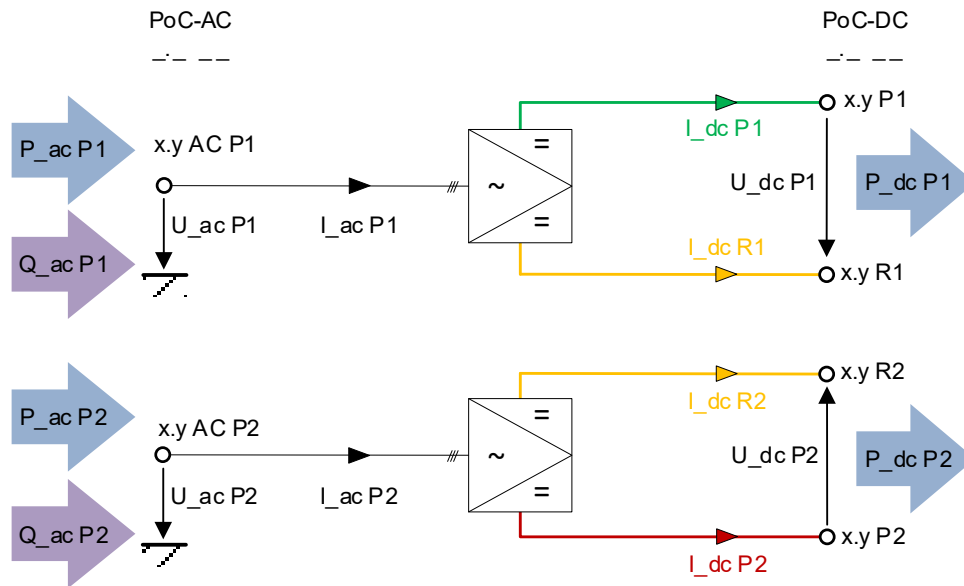 PoC-AC
PoC-DC
P_ac P1
x.y AC P1
U_ac P1
Q_ac P1
I_ac P1
~
=
=
I_dc P1
x.y P1
U_dc P1
P_dc P1
I_dc R1
x.y R1
P_ac P2
x.y AC P2
U_ac P2
Q_ac P2
I_ac P2
~
=
=
I_dc R2
x.y R2
U_dc P2
P_dc P2
I_dc P2
x.y P2